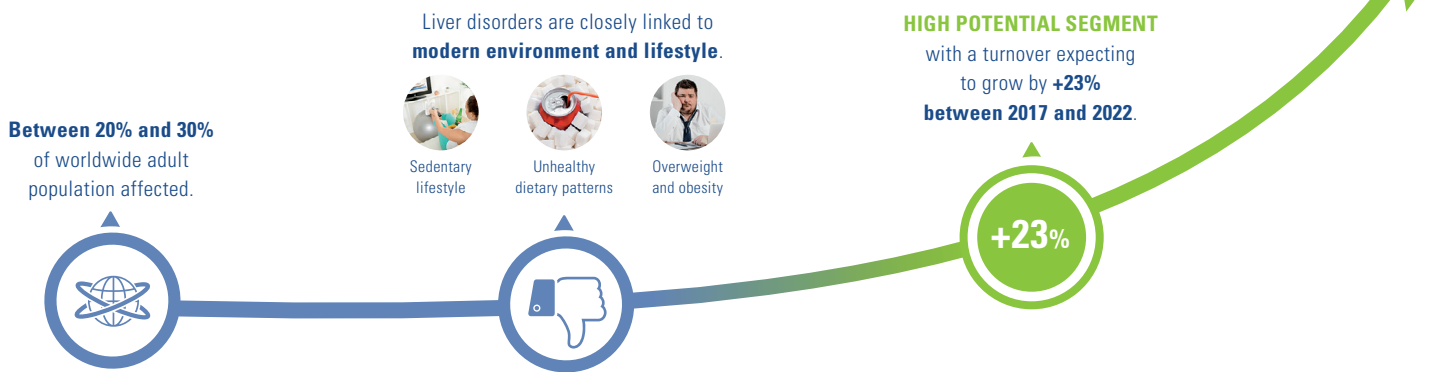 Between 20% and 30%
of worldwide adult
population affected.
Liver disorders are closely linked to
modern environment and lifestyle.
Sedentary
lifestyle
Unhealthy
dietary patterns
Overweight
and obesity
HIGH POTENTIAL SEGMENT
with a turnover expecting
to grow by +23%
between 2017 and 2022.
+23%